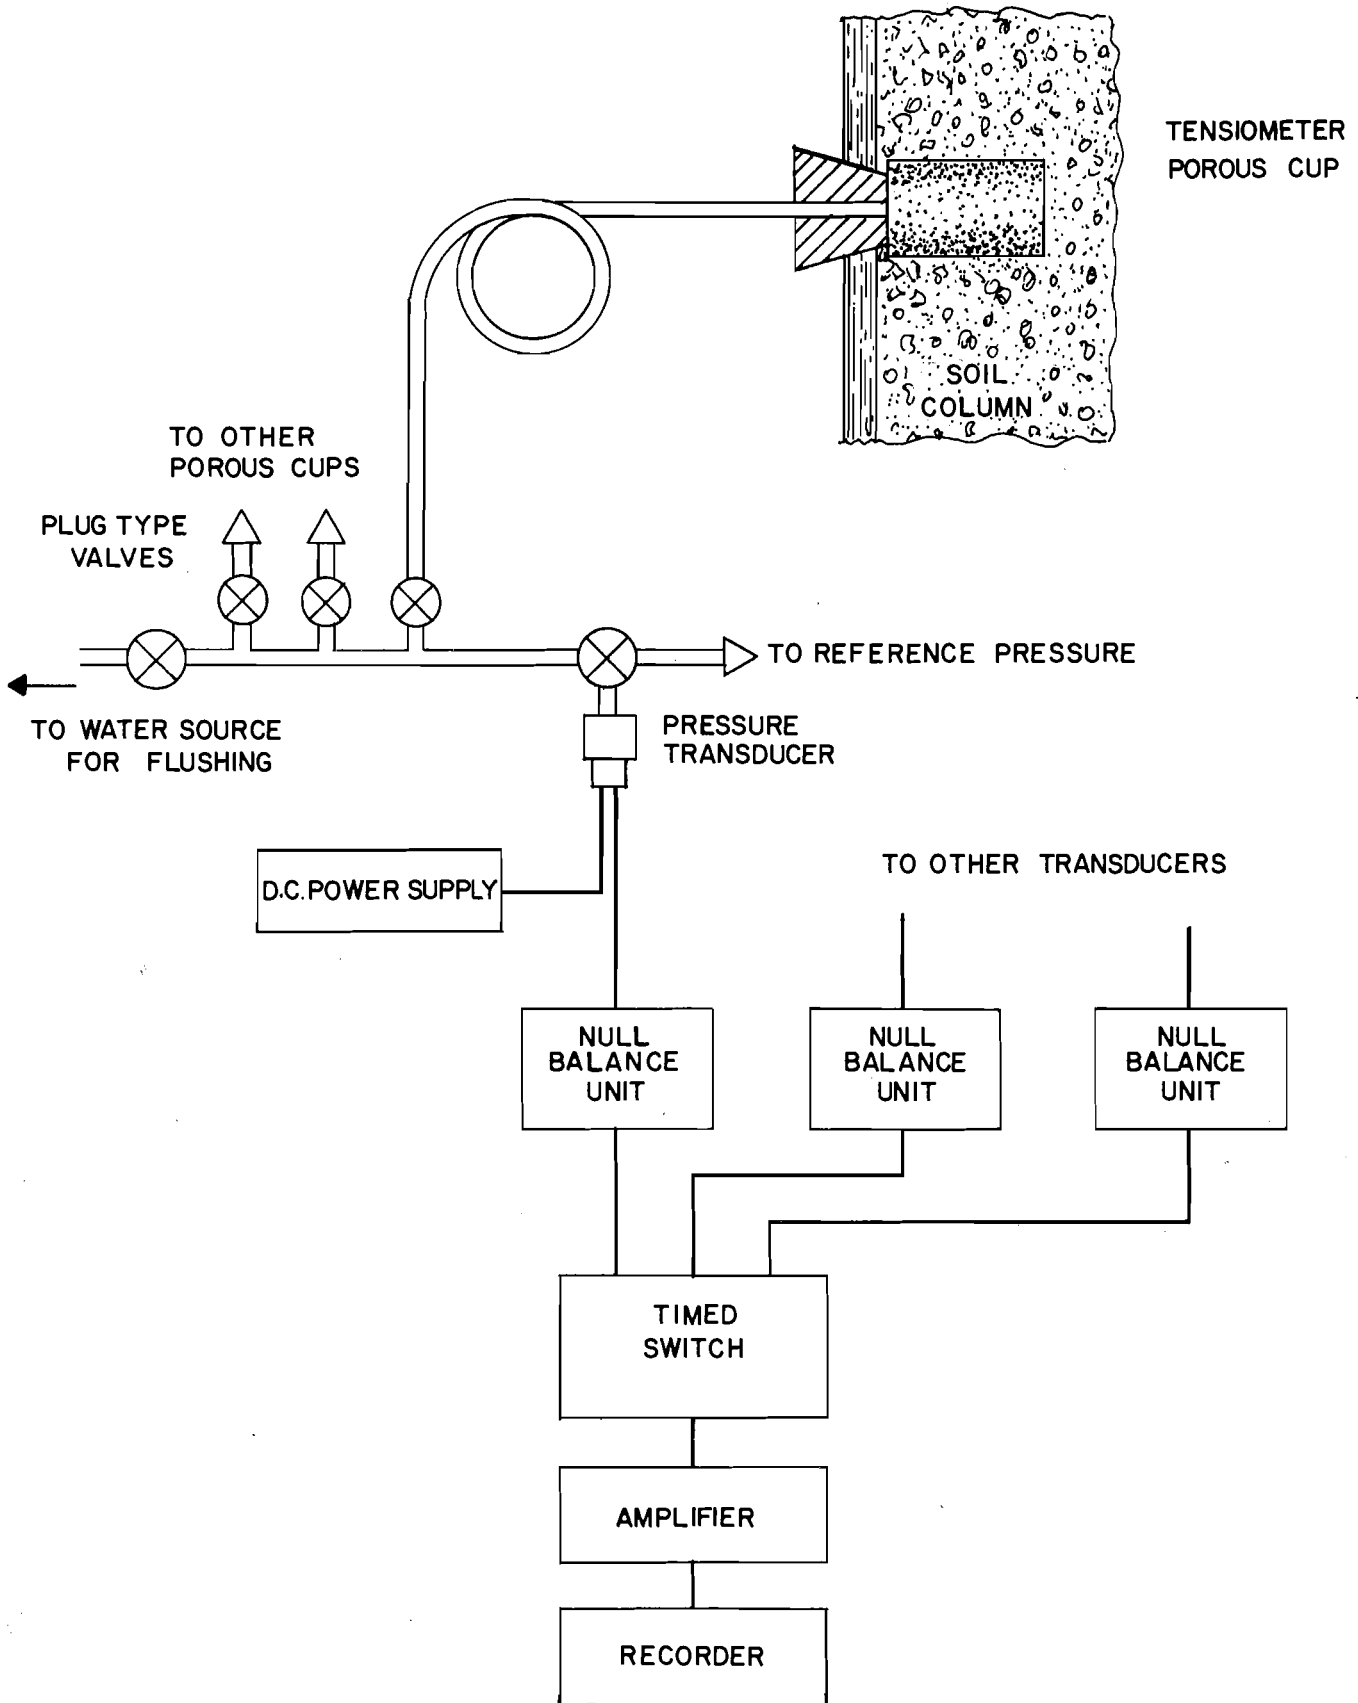 TENSIOMETER
POROUS CUP
SOIL
COLUMN
TO OTHER
POROUS CUPS
PLUG TYPE
VALVES
TO REFERENCE PRESSURE
TO WATER SOURCE
FOR FLUSHING
PRESSURE
TRANSDUCER
D.C. POWER SUPPLY
TO OTHER TRANSDUCERS
NULL
BALANCE
UNIT
NULL
BALANCE
UNIT
NULL
BALANCE
UNIT
TIMED
SWITCH
AMPLIFIER
RECORDER